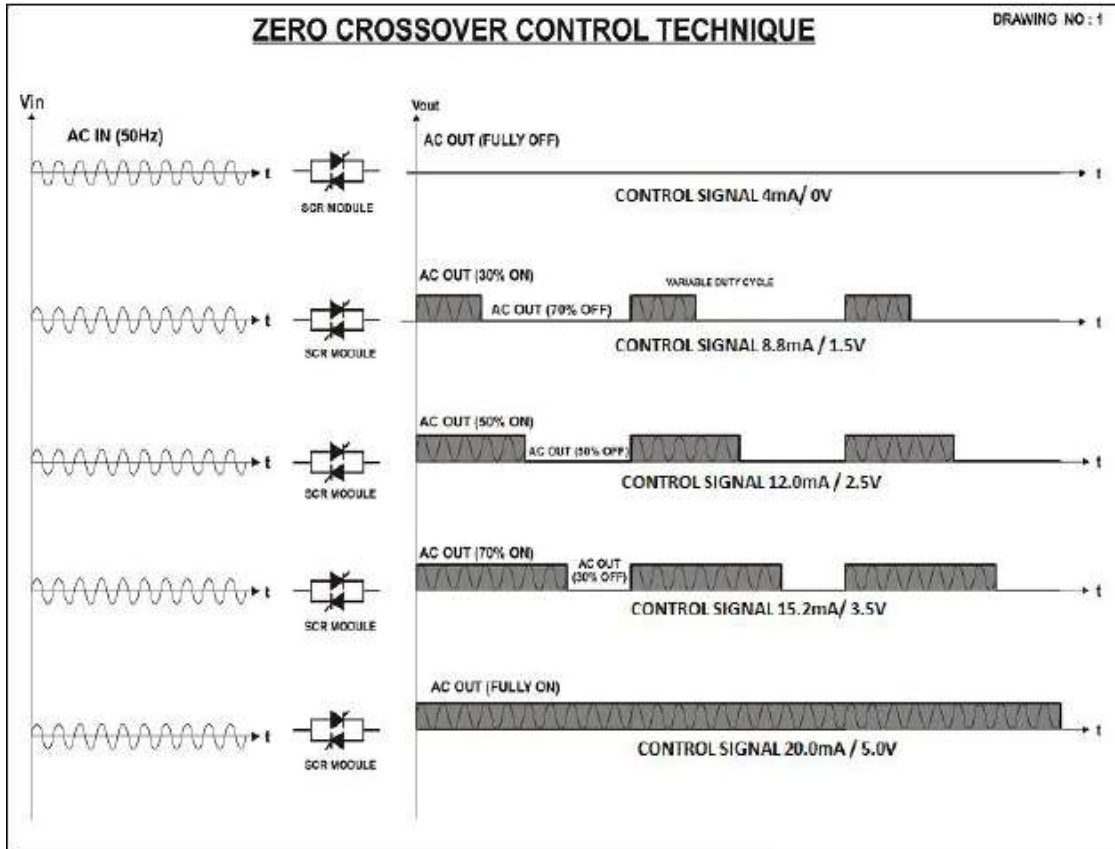 ZERO CROSSOVER CONTROL TECHNIQUE
DRAWING NO : 1
Vin
Vout
AC IN (50Hz)
AC OUT (FULLY OFF)
t
t
SCR MODULE
CONTROL SIGNAL 4mA/ 0V
AC OUT (30% ON)
VARIABLE DUTY CYCLE
AC OUT (70% OFF)
t
t
SCR MODULE
CONTROL SIGNAL 8.8mA / 1.5V
AC OUT (50% ON)
AC OUT (50% OFF)
t
t
SCR MODULE
CONTROL SIGNAL 12.0mA / 2.5V
AC OUT (70% ON)
AC OUT
(30% OFF)
t
t
SCR MODULE
CONTROL SIGNAL 15.2mA/ 3.5V
AC OUT (FULLY ON)
t
t
SCR MODULE
CONTROL SIGNAL 20.0mA / 5.0V